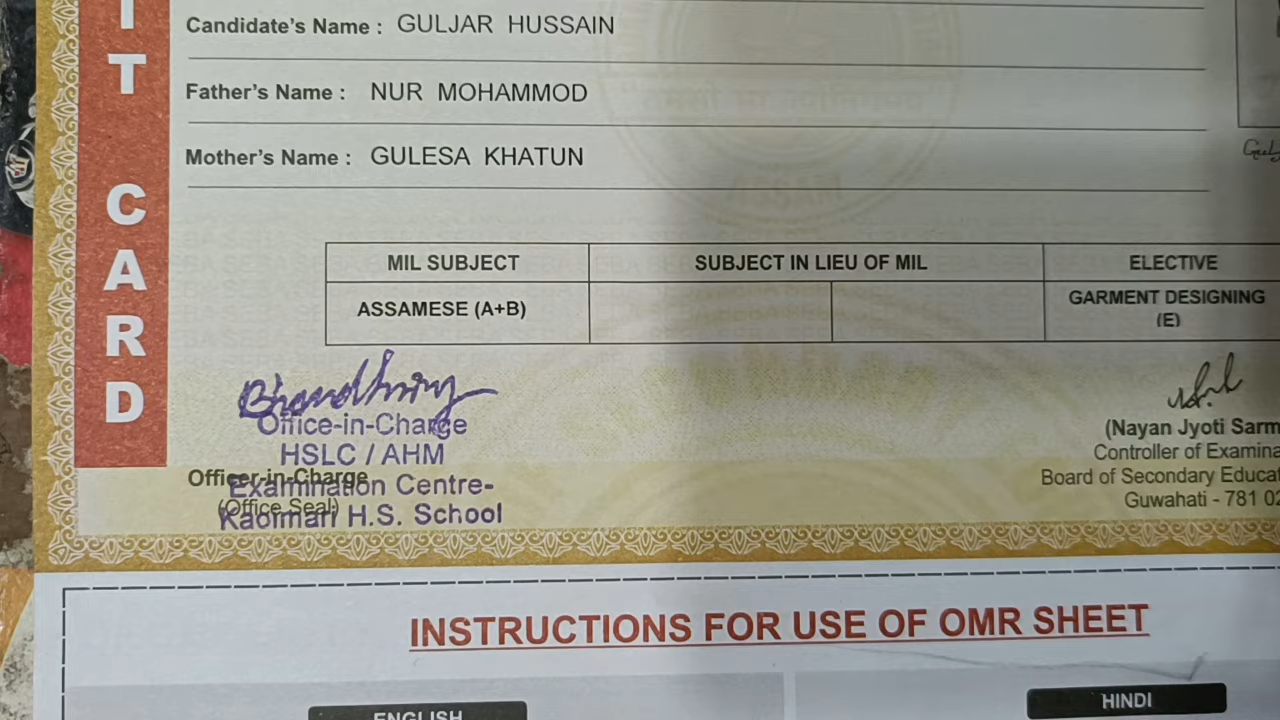 IT CARD
Candidate's Name : GULJAR HUSSAIN
Father's Name : NUR MOHAMMOD
Mother's Name : GULESA KHATUN
MIL SUBJECT SUBJECT IN LIEU OF MIL ELECTIVE
ASSAMESE (A+B) GARMENT DESIGNING
(E)
Office-in-Charge
HSLC / AHM
Examination Centre-
Kaoimari H.S. School
Officer-in-Charge
(Office Seal)
(Nayan Jyoti Sarm
Controller of Examina
Board of Secondary Educat
Guwahati - 781 02
INSTRUCTIONS FOR USE OF OMR SHEET
ENGLISH HINDI